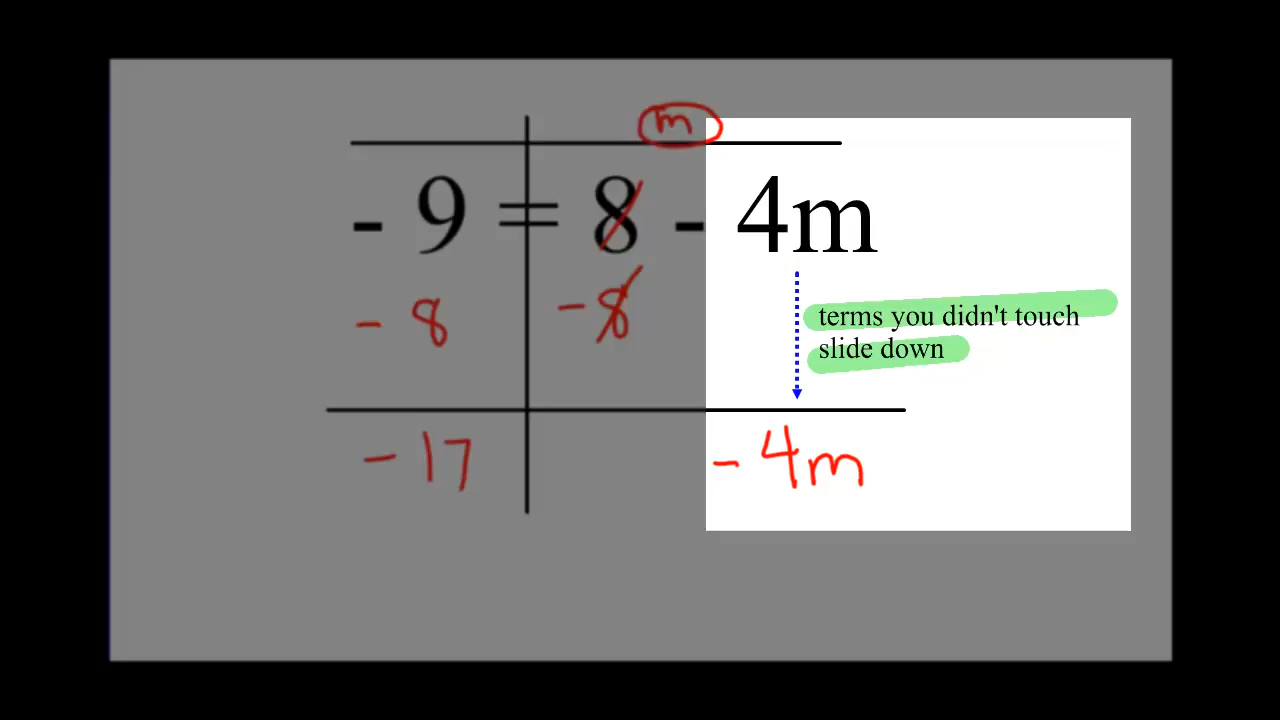 m
- 9 = 8 - 4m
- 8 - 8
terms you didn't touch
slide down
- 17 - 4m